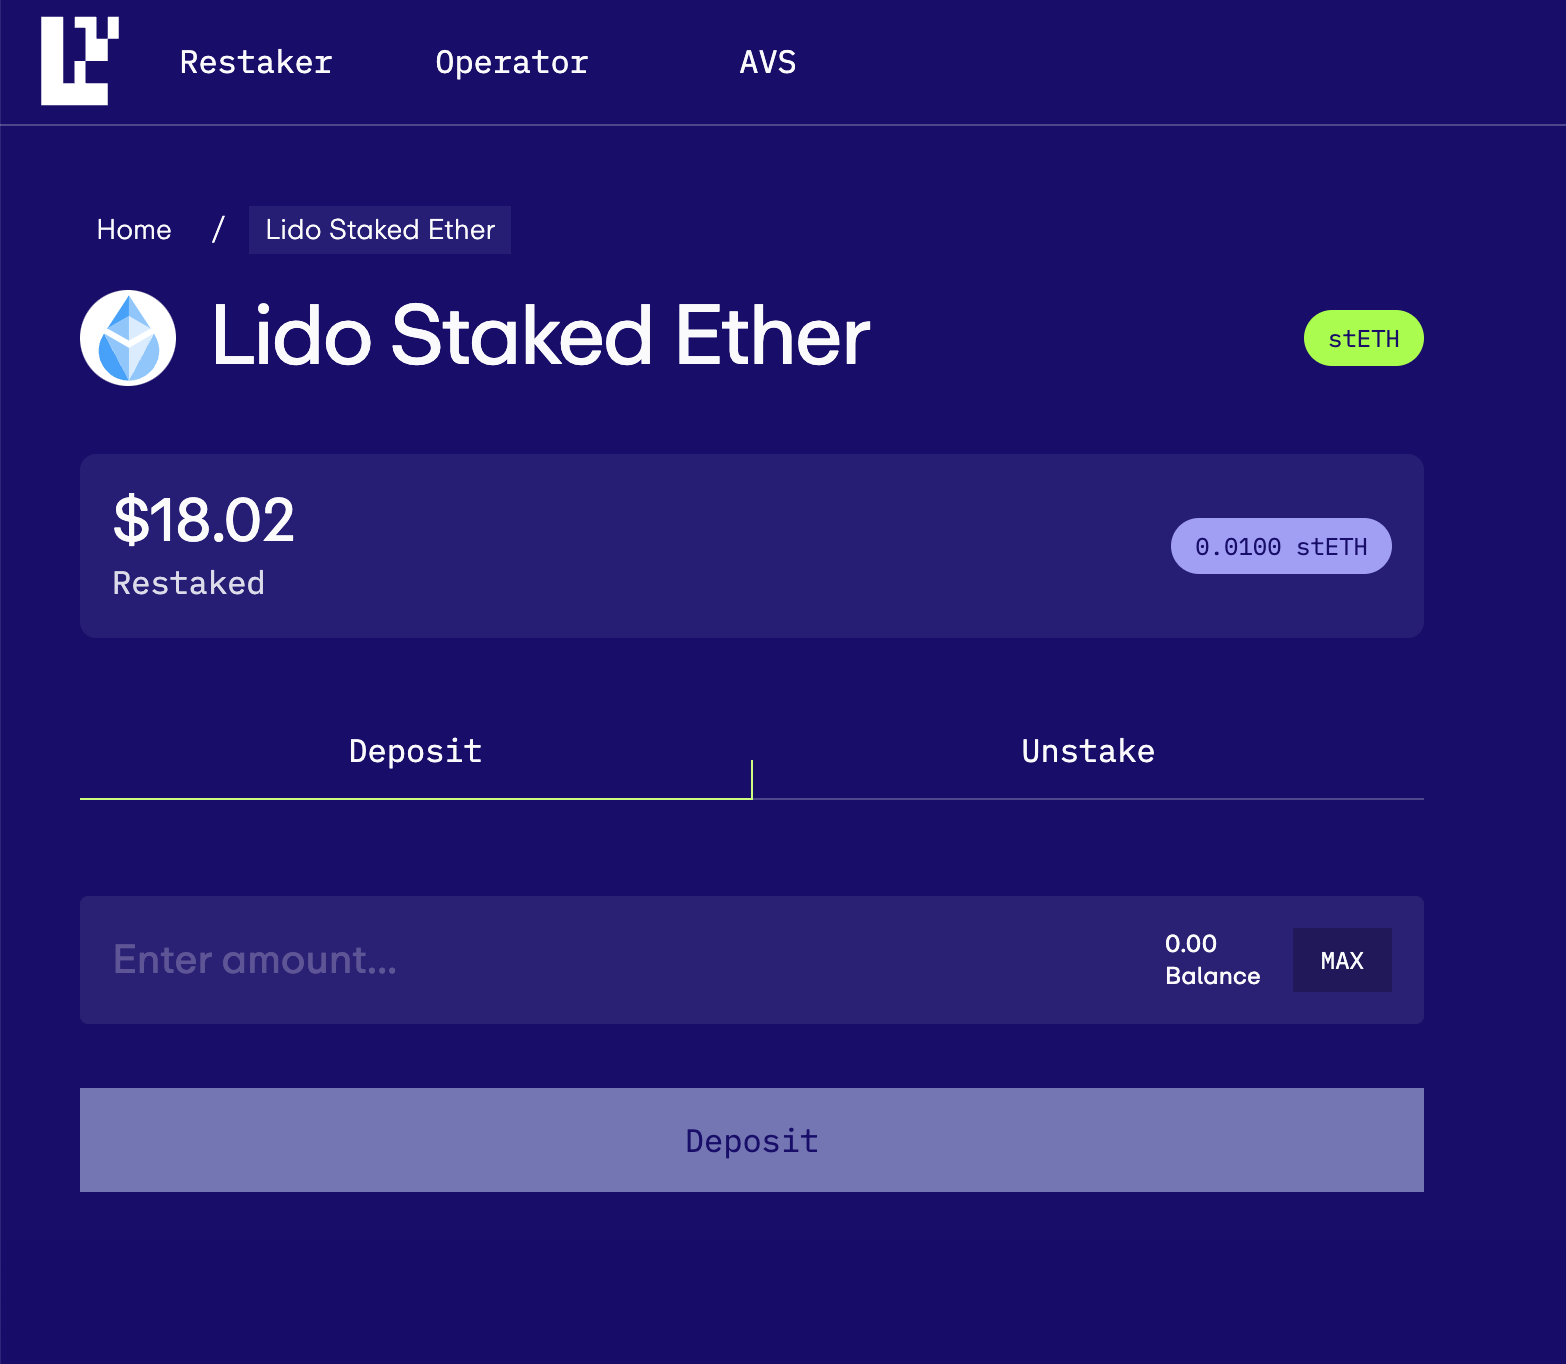 Restaker Operator AVS
Home / Lido Staked Ether
Lido Staked Ether stETH
$18.02
Restaked
0.0100 stETH
Deposit Unstake
Enter amount...
0.00
Balance
MAX
Deposit